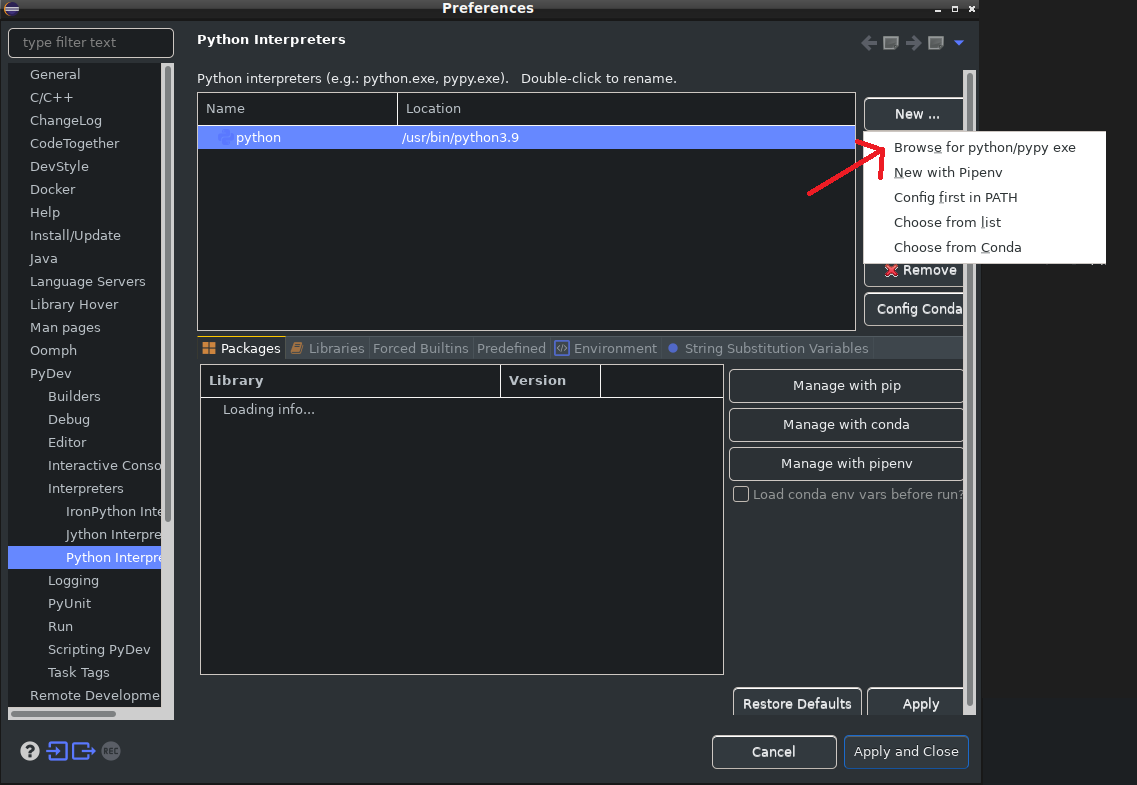 Preferences
type filter text
General
C/C++
ChangeLog
CodeTogether
DevStyle
Docker
Help
Install/Update
Java
Language Servers
Library Hover
Man pages
Oomph
PyDev
Builders
Debug
Editor
Interactive Conso
Interpreters
IronPython Inte
Jython Interpre
Python Interpre
Logging
PyUnit
Run
Scripting PyDev
Task Tags
Remote Developme
Python Interpreters
Python interpreters (e.g.: python.exe, pypy.exe).   Double-click to rename.
Name Location
python /usr/bin/python3.9
New ...
Browse for python/pypy exe
New with Pipenv
Config first in PATH
Choose from list
Choose from Conda
Remove
Config Conda
Packages Libraries Forced Builtins Predefined Environment String Substitution Variables
Library Version
Loading info...
Manage with pip
Manage with conda
Manage with pipenv
Load conda env vars before run?
Restore Defaults Apply
REC
Cancel Apply and Close